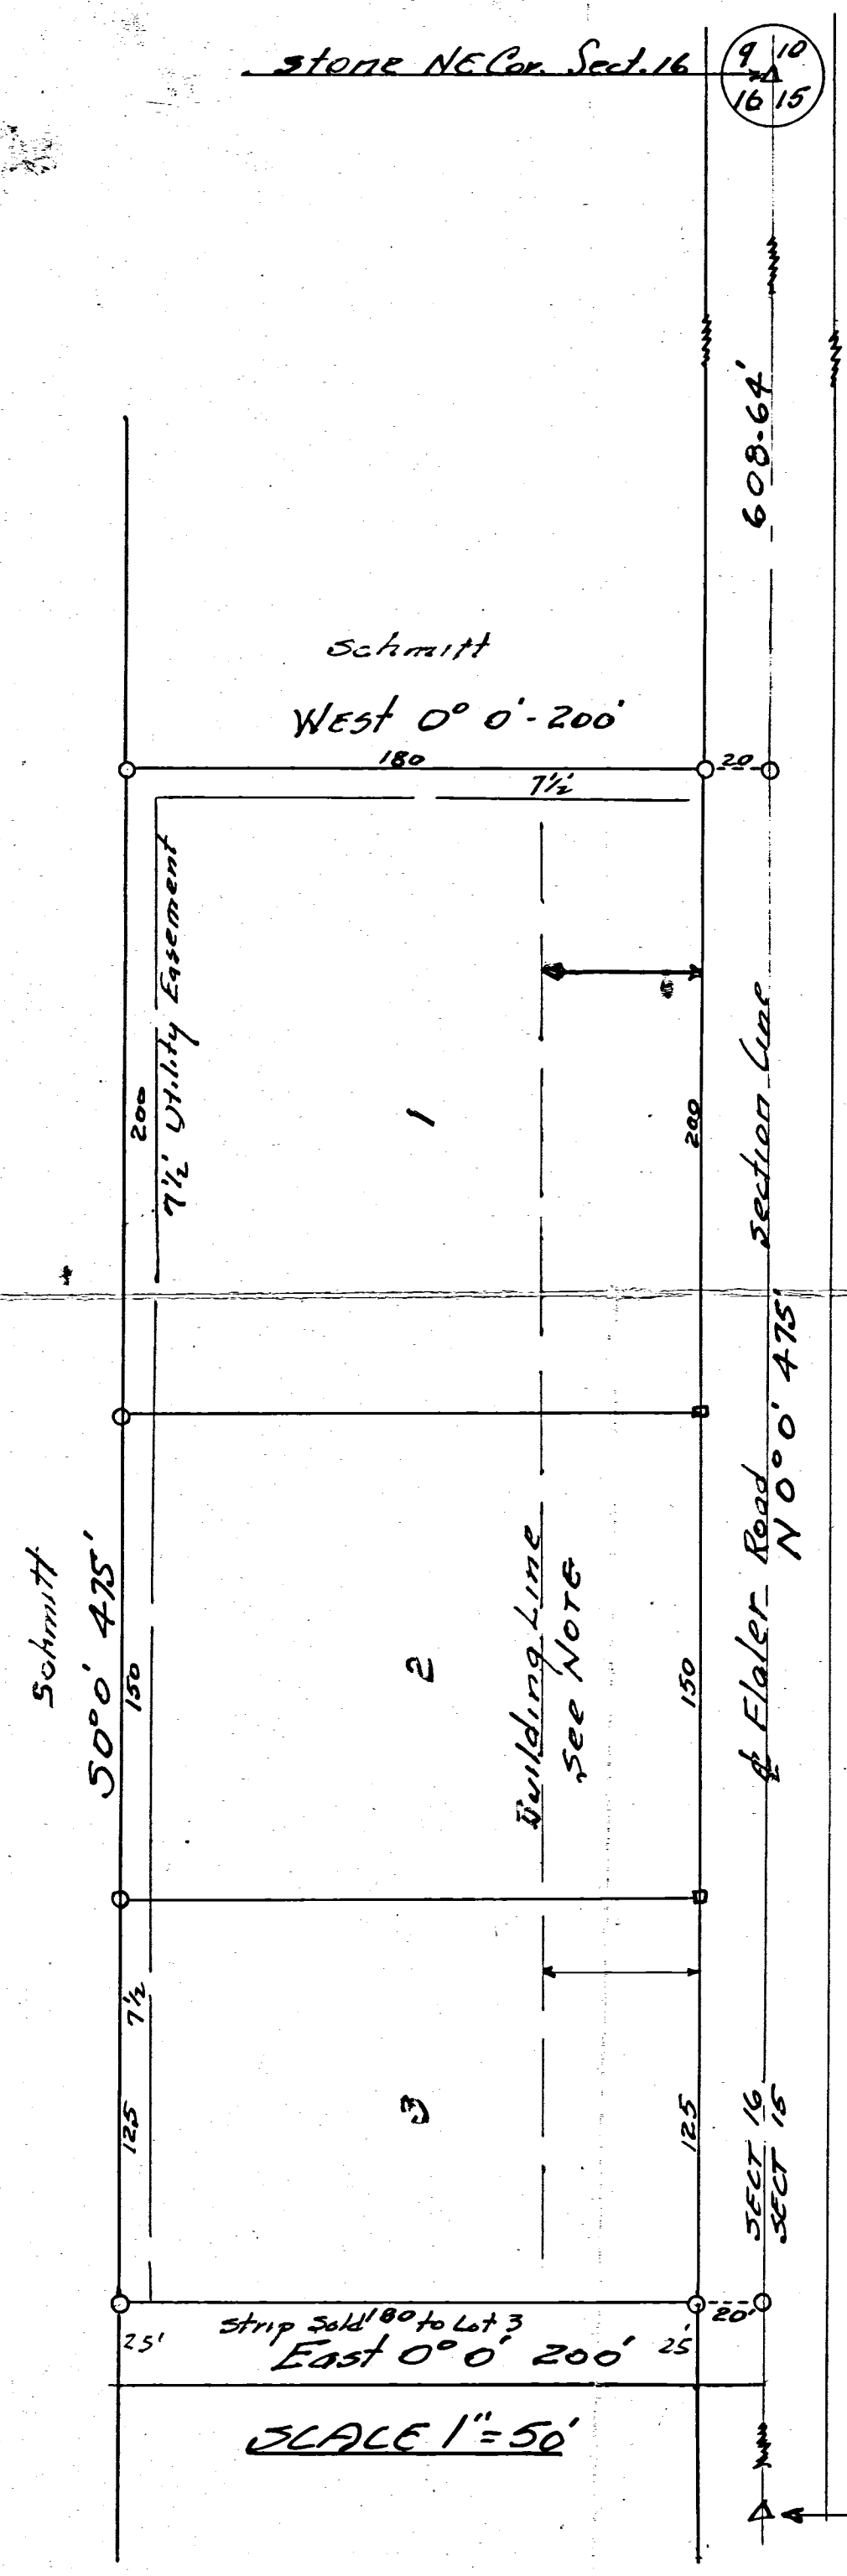 stone NE Cor. Sect. 16
9 10
16 15
608.64'
Schmitt
West 0° 0' - 200'
180
20
7½'
7½' Utility Easement
200
1
200
Section Line
N 0° 0' 475'
℄ Flaler Road
Schmitt
S 0° 0' 475'
150
2
Building Line
See NOTE
150
7½
125
3
125
SECT 16
SECT 15
Strip Sold 180 to Lot 3
20'
25'
East 0° 0' 200'
25'
SCALE 1"=50'